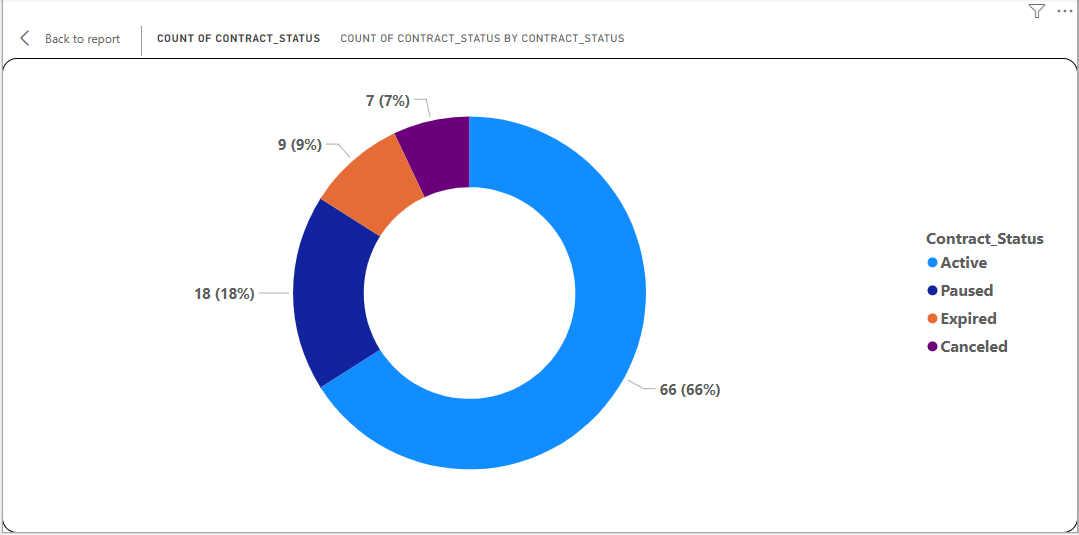 Back to report
COUNT OF CONTRACT_STATUS
COUNT OF CONTRACT_STATUS BY CONTRACT_STATUS
7 (7%)
9 (9%)
18 (18%)
66 (66%)
Contract_Status
Active
Paused
Expired
Canceled